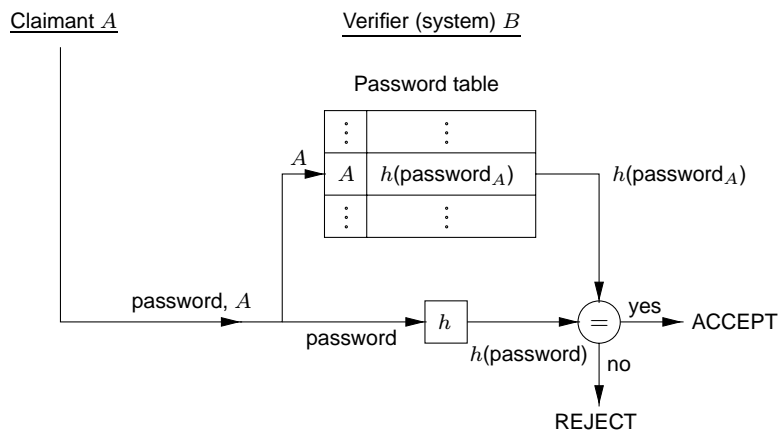 Claimant A
Verifier (system) B
Password table
A
A
h(password_A)
h(password_A)
password, A
password
h
h(password)
=
yes
ACCEPT
no
REJECT